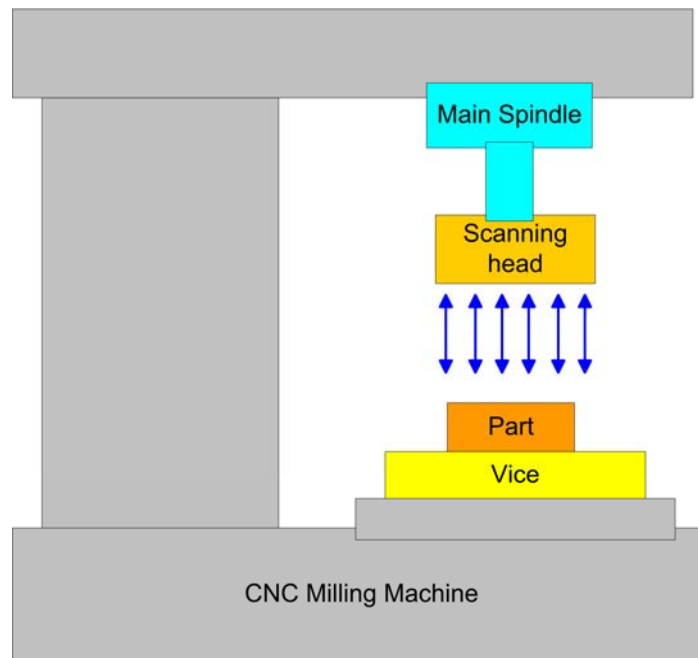 Main Spindle
Scanning
head
Part
Vice
CNC Milling Machine